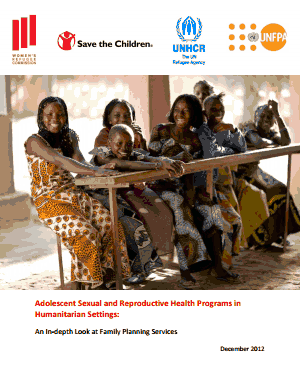 WOMEN'S
REFUGEE
COMMISSION
Save the Children®
UNHCR
The UN
Refugee Agency
UNFPA
Adolescent Sexual and Reproductive Health Programs in
Humanitarian Settings:
An In-depth Look at Family Planning Services
December 2012